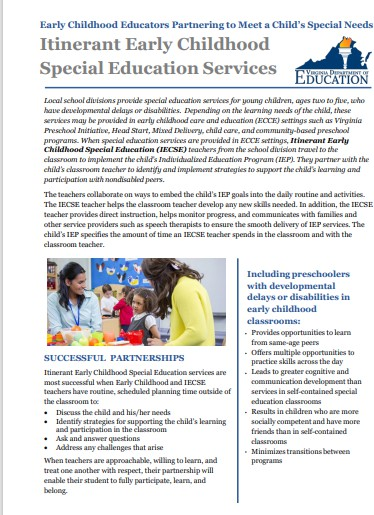 Early Childhood Educators Partnering to Meet a Child's Special Needs
Itinerant Early Childhood
Special Education Services
VIRGINIA DEPARTMENT OF
EDUCATION
Local school divisions provide special education services for young children, ages two to five, who
have developmental delays or disabilities. Depending on the learning needs of the child, these
services may be provided in early childhood care and education (ECCE) settings such as Virginia
Preschool Initiative, Head Start, Mixed Delivery, child care, and community-based preschool
programs. When special education services are provided in ECCE settings, Itinerant Early
Childhood Special Education (IECSE) teachers from the school division travel to the
classroom to implement the child's Individualized Education Program (IEP). They partner with the
child's classroom teacher to identify and implement strategies to support the child's learning and
participation with nondisabled peers.
The teachers collaborate on ways to embed the child's IEP goals into the daily routine and activities.
The IECSE teacher helps the classroom teacher develop any new skills needed. In addition, the IECSE
teacher provides direct instruction, helps monitor progress, and communicates with families and
other service providers such as speech therapists to ensure the smooth delivery of IEP services. The
child's IEP specifies the amount of time an IECSE teacher spends in the classroom and with the
classroom teacher.
SUCCESSFUL PARTNERSHIPS
Itinerant Early Childhood Special Education services are
most successful when Early Childhood and IECSE
teachers have routine, scheduled planning time outside of
the classroom to:
• Discuss the child and his/her needs
• Identify strategies for supporting the child's learning
and participation in the classroom
• Ask and answer questions
• Address any challenges that arise
When teachers are approachable, willing to learn, and
treat one another with respect, their partnership will
enable their student to fully participate, learn, and
belong.
Including preschoolers
with developmental
delays or disabilities in
early childhood
classrooms:
• Provides opportunities to learn
from same-age peers
• Offers multiple opportunities to
practice skills across the day
• Leads to greater cognitive and
communication development than
services in self-contained special
education classrooms
• Results in children who are more
socially competent and have more
friends than in self-contained
classrooms
• Minimizes transitions between
programs